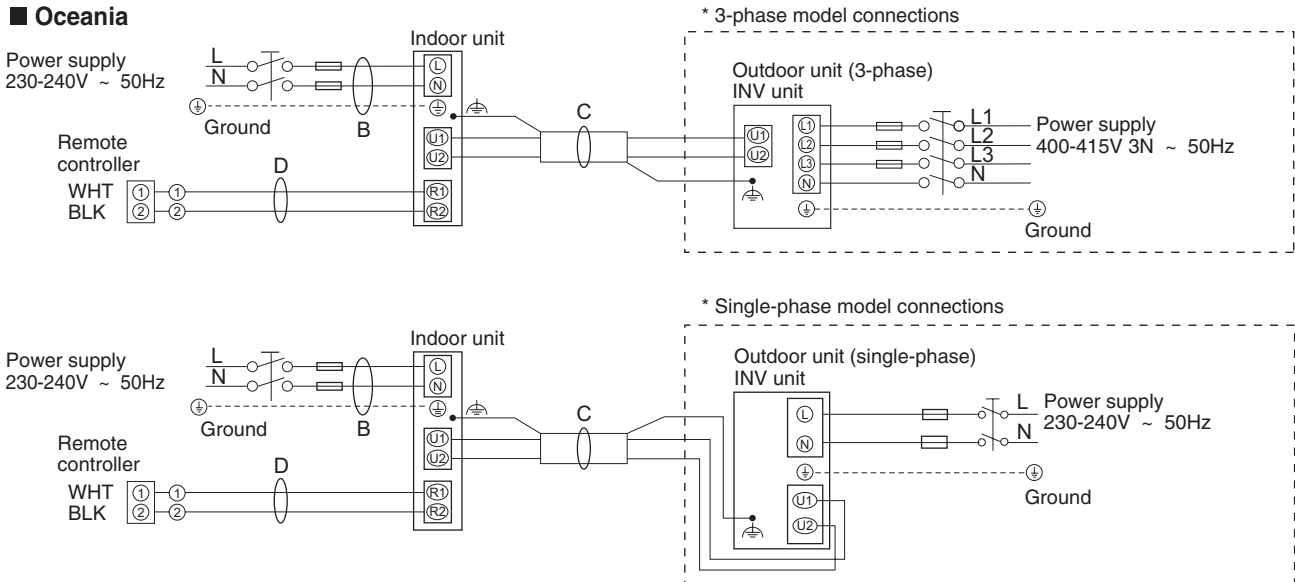 ■ Oceania
* 3-phase model connections
Indoor unit
Power supply
230-240V ~ 50Hz
L
N
Ground
B
L
N
U1
U2
R1
R2
Remote
controller
WHT 1 1
BLK 2 2
D
C
Outdoor unit (3-phase)
INV unit
U1
U2
L1
L2
L3
N
L1
L2
L3
N
Power supply
400-415V 3N ~ 50Hz
Ground
* Single-phase model connections
Indoor unit
Power supply
230-240V ~ 50Hz
L
N
Ground
B
L
N
U1
U2
R1
R2
Remote
controller
WHT 1 1
BLK 2 2
D
C
Outdoor unit (single-phase)
INV unit
L
N
U1
U2
L
N
Power supply
230-240V ~ 50Hz
Ground